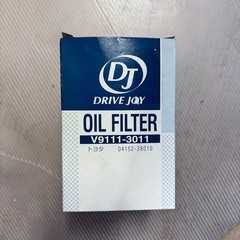 DJ
DRIVE JOY
OIL FILTER
V9111-3011
トヨタ 04152-38010